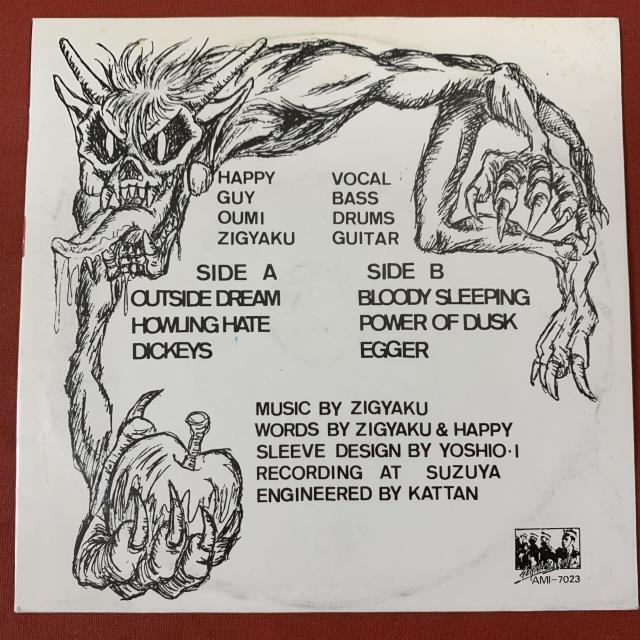 HAPPY VOCAL
GUY BASS
OUMI DRUMS
ZIGYAKU GUITAR
SIDE A
OUTSIDE DREAM
HOWLING HATE
DICKEYS
SIDE B
BLOODY SLEEPING
POWER OF DUSK
EGGER
MUSIC BY ZIGYAKU
WORDS BY ZIGYAKU & HAPPY
SLEEVE DESIGN BY YOSHIO·I
RECORDING AT SUZUYA
ENGINEERED BY KATTAN
AMI-7023